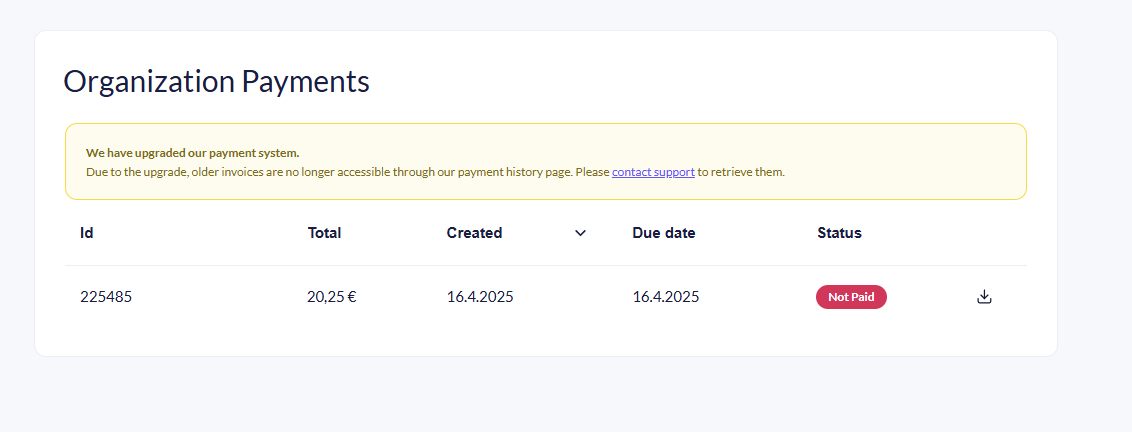 Organization Payments
We have upgraded our payment system.
Due to the upgrade, older invoices are no longer accessible through our payment history page. Please contact support to retrieve them.
Id Total Created Due date Status
225485 20,25 € 16.4.2025 16.4.2025 Not Paid